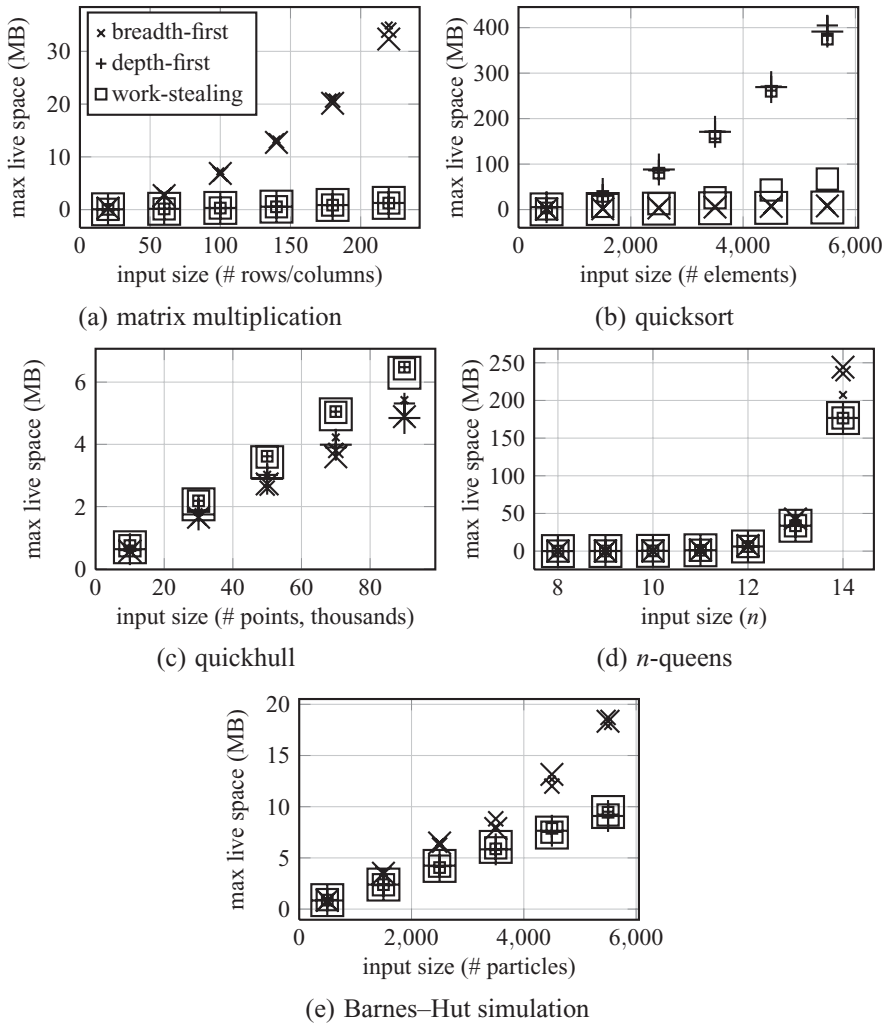 max live space (MB)
30
20
10
0
breadth-first
depth-first
work-stealing
0 50 100 150 200
input size (# rows/columns)
(a) matrix multiplication
max live space (MB)
400
300
200
100
0
0 2,000 4,000 6,000
input size (# elements)
(b) quicksort
max live space (MB)
6
4
2
0
0 20 40 60 80
input size (# points, thousands)
(c) quickhull
max live space (MB)
250
200
150
100
50
0
8 10 12 14
input size (n)
(d) n-queens
max live space (MB)
20
15
10
5
0
0 2,000 4,000 6,000
input size (# particles)
(e) Barnes–Hut simulation